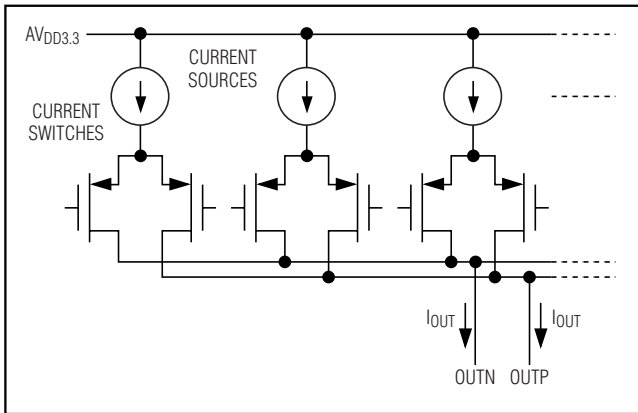 AVDD3.3
CURRENT
SOURCES
CURRENT
SWITCHES
IOUT
IOUT
OUTN
OUTP